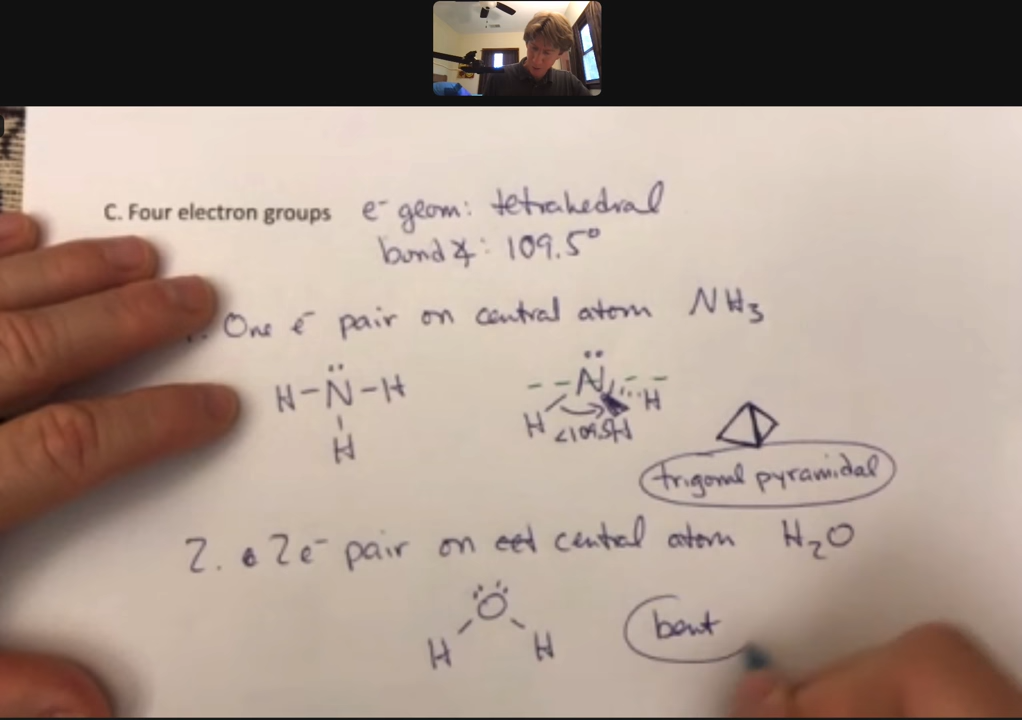 C. Four electron groups e⁻ geom: tetrahedral
bond ∡: 109.5°
1. One e⁻ pair on central atom NH₃
H-N̈-H
H
N̈
H H
<109.5 H
trigonal pyramidal
2. 2e⁻ pair on central atom H₂O
O
H H
bent